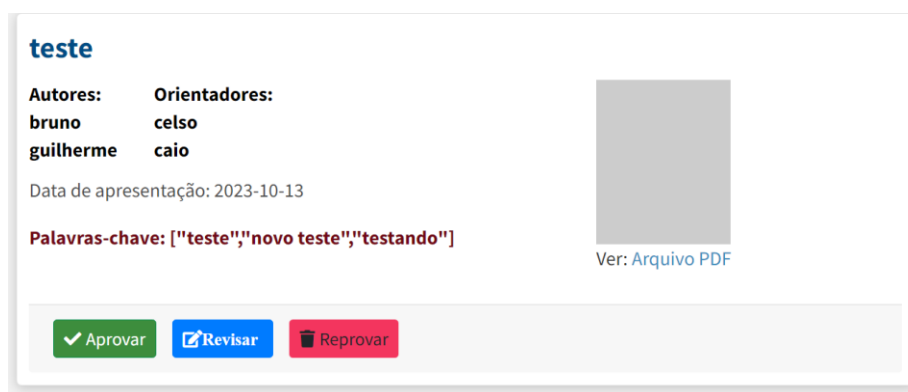 teste
Autores: Orientadores:
bruno celso
guilherme caio
Data de apresentação: 2023-10-13
Palavras-chave: ["teste","novo teste","testando"]
Ver: Arquivo PDF
Aprovar Revisar Reprovar